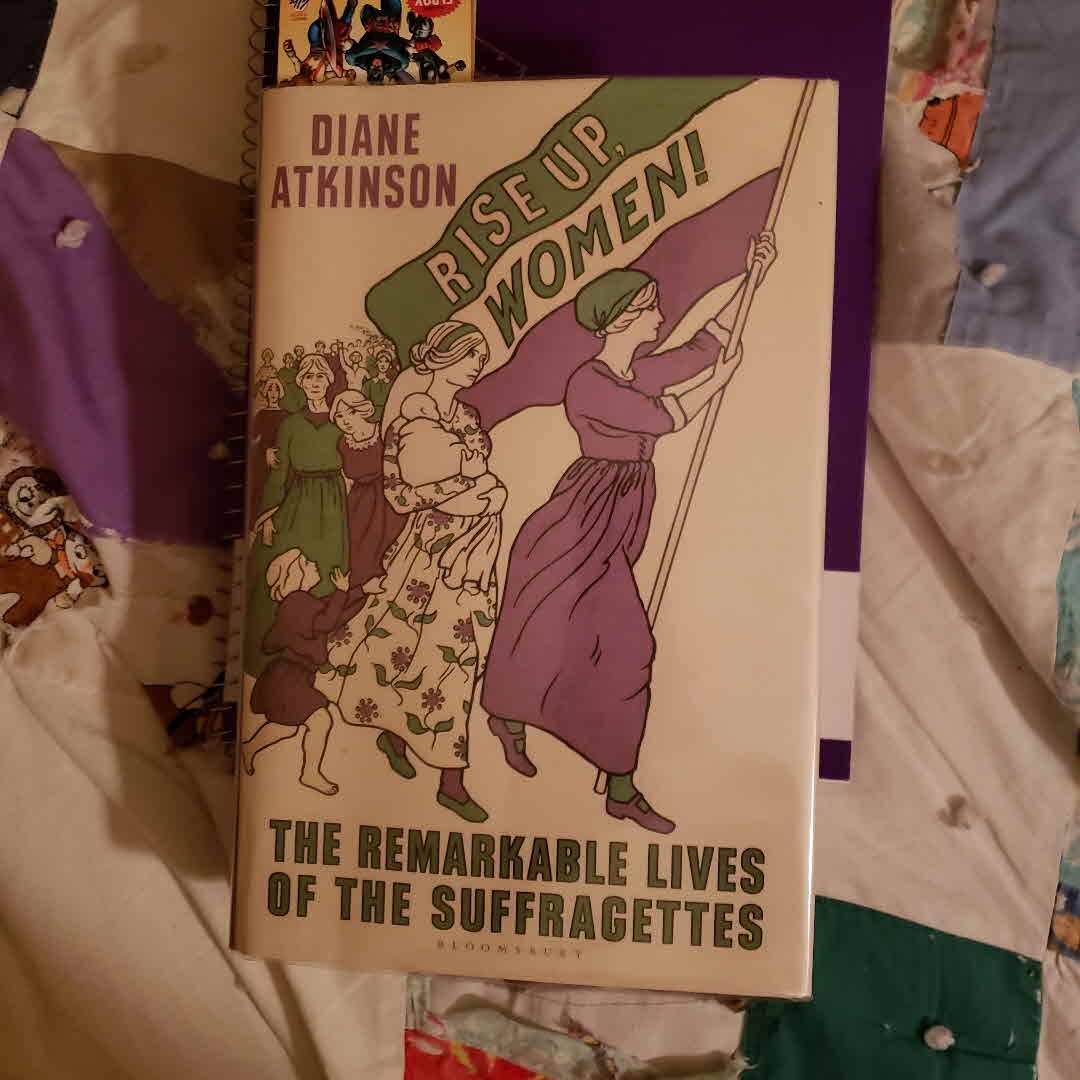 DIANE
ATKINSON
RISE UP,
WOMEN!
THE REMARKABLE LIVES
OF THE SUFFRAGETTES
BLOOMSBURY